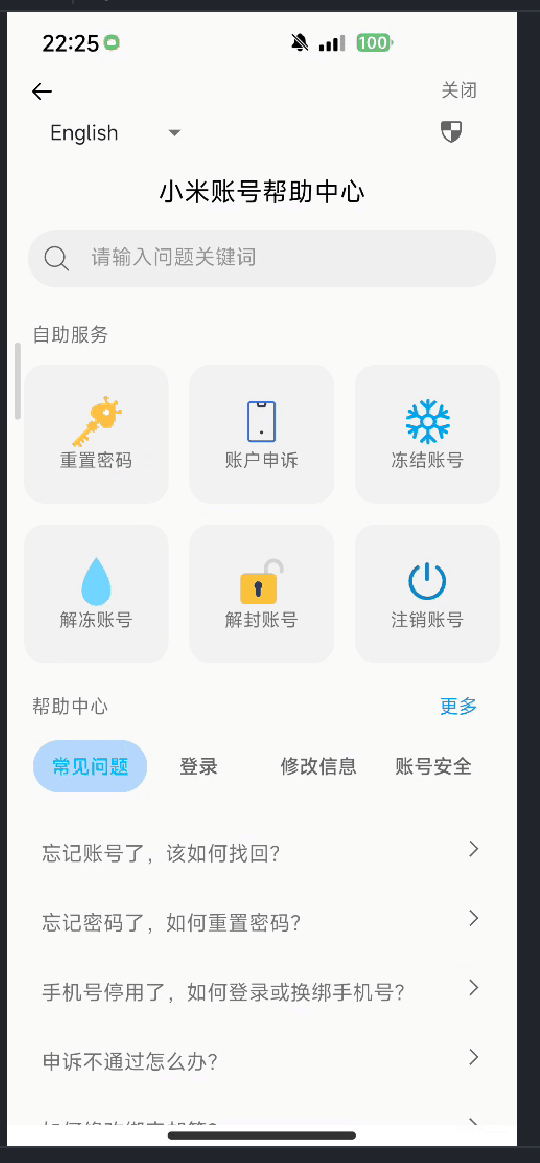 22:25
100
关闭
English
小米账号帮助中心
请输入问题关键词
自助服务
重置密码
账户申诉
冻结账号
解冻账号
解封账号
注销账号
帮助中心
更多
常见问题
登录
修改信息
账号安全
忘记账号了，该如何找回？
忘记密码了，如何重置密码？
手机号停用了，如何登录或换绑手机号？
申诉不通过怎么办？